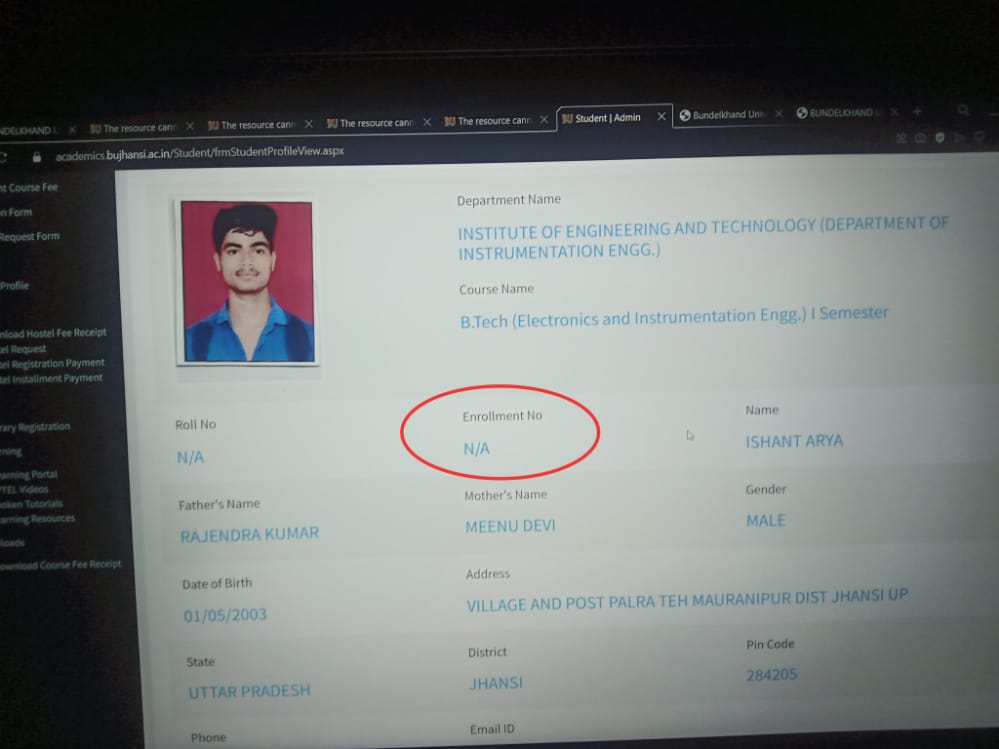 NDELKHAND U
The resource cann
The resource cann
The resource cann
The resource cann
Student | Admin
Bundelkhand Univ
BUNDELKHAND U
academics.bujhansi.ac.in/Student/frmStudentProfileView.aspx
nt Course Fee
on Form
Request Form
Profile
nload Hostel Fee Receipt
tel Request
tel Registration Payment
tel Installment Payment
rary Registration
rning
earning Portal
PTEL Videos
oken Tutorials
earning Resources
nloads
ownload Course Fee Receipt
Department Name
INSTITUTE OF ENGINEERING AND TECHNOLOGY (DEPARTMENT OF
INSTRUMENTATION ENGG.)
Course Name
B.Tech (Electronics and Instrumentation Engg.) I Semester
Roll No
Enrollment No
Name
N/A
N/A
ISHANT ARYA
Father's Name
Mother's Name
Gender
RAJENDRA KUMAR
MEENU DEVI
MALE
Date of Birth
Address
01/05/2003
VILLAGE AND POST PALRA TEH MAURANIPUR DIST JHANSI UP
State
District
Pin Code
UTTAR PRADESH
JHANSI
284205
Phone
Email ID